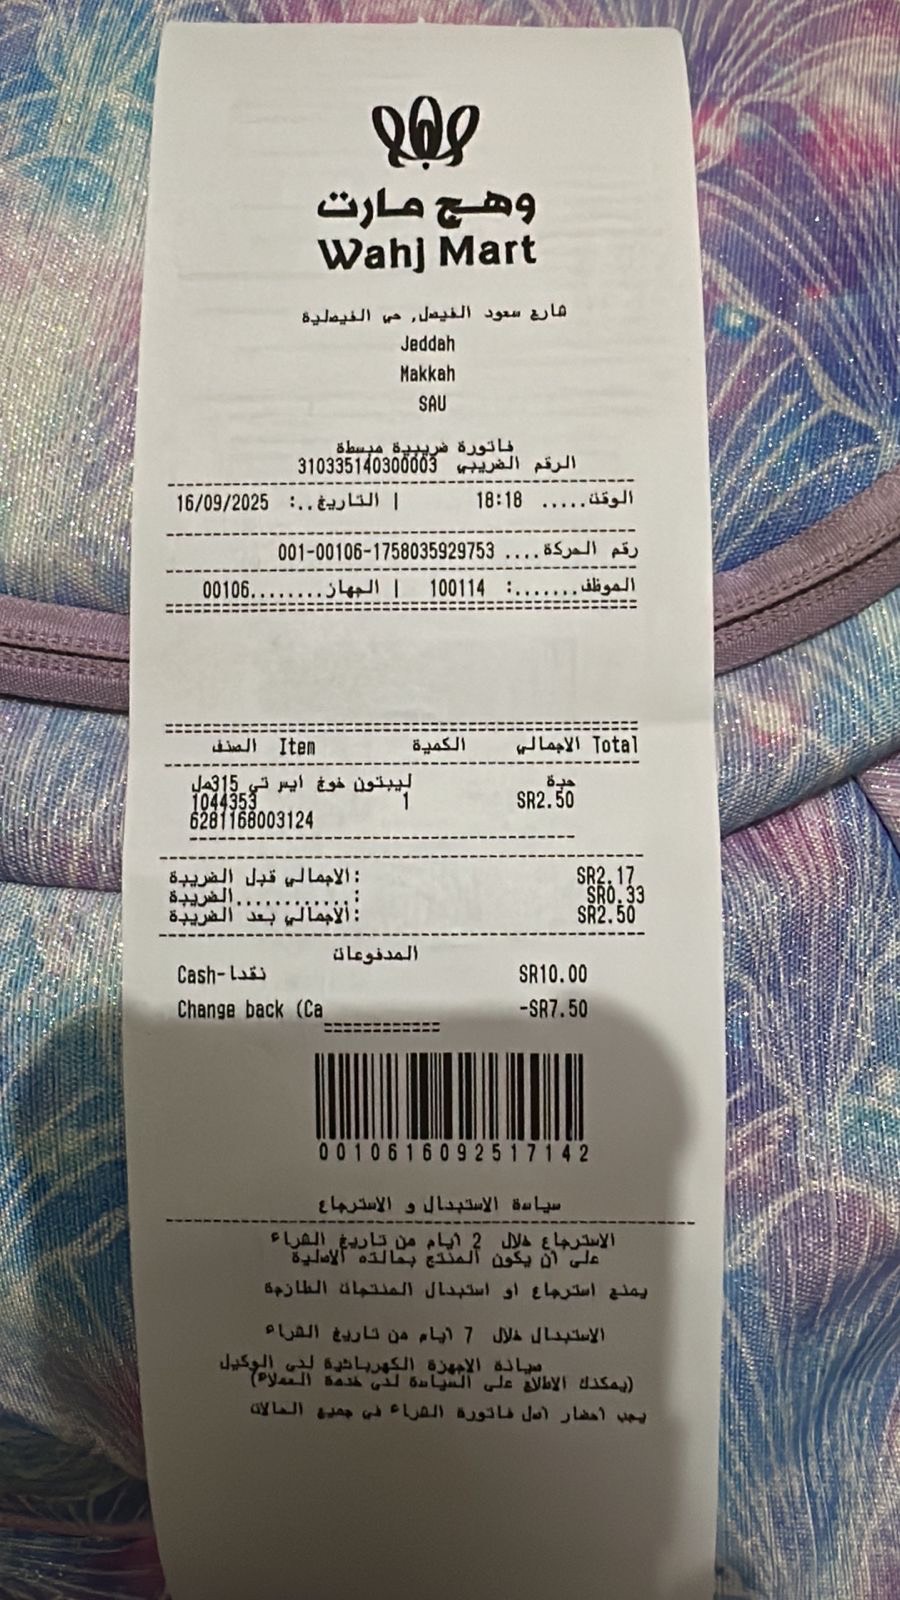 وهج مارت
Wahj Mart
شارع سعود الفيصل, حي الفيصلية
Jeddah
Makkah
SAU
فاتورة ضريبية مبسطة
الرقم الضريبي 310335140300003
الوقت..... 18:18 | التاريخ..: 16/09/2025
رقم الحركة.... 001-00106-1758035929753
الموظف.......: 100114 | الجهاز........00106
الصنف Item الكمية الاجمالي Total
ليبتون خوخ ايس تي 315مل حبة
1044353 1 SR2.50
6281168003124
الاجمالي قبل الضريبة: SR2.17
الضريبة............: SR0.33
الاجمالي بعد الضريبة: SR2.50
المدفوعات
Cash-نقدا SR10.00
Change back (Ca -SR7.50
0010616092517142
سياسة الاستبدال و الاسترجاع
الاسترجاع خلال 2 أيام من تاريخ الشراء
على أن يكون المنتج بحالته الأصلية
يمنع استرجاع او استبدال المنتجات الطازجة
الاستبدال خلال 7 أيام من تاريخ الشراء
صيانة الاجهزة الكهربائية لدى الوكيل
(يمكنك الاطلاع على السياسة لدى خدمة العملاء)
يجب احضار أصل فاتورة الشراء في جميع الحالات